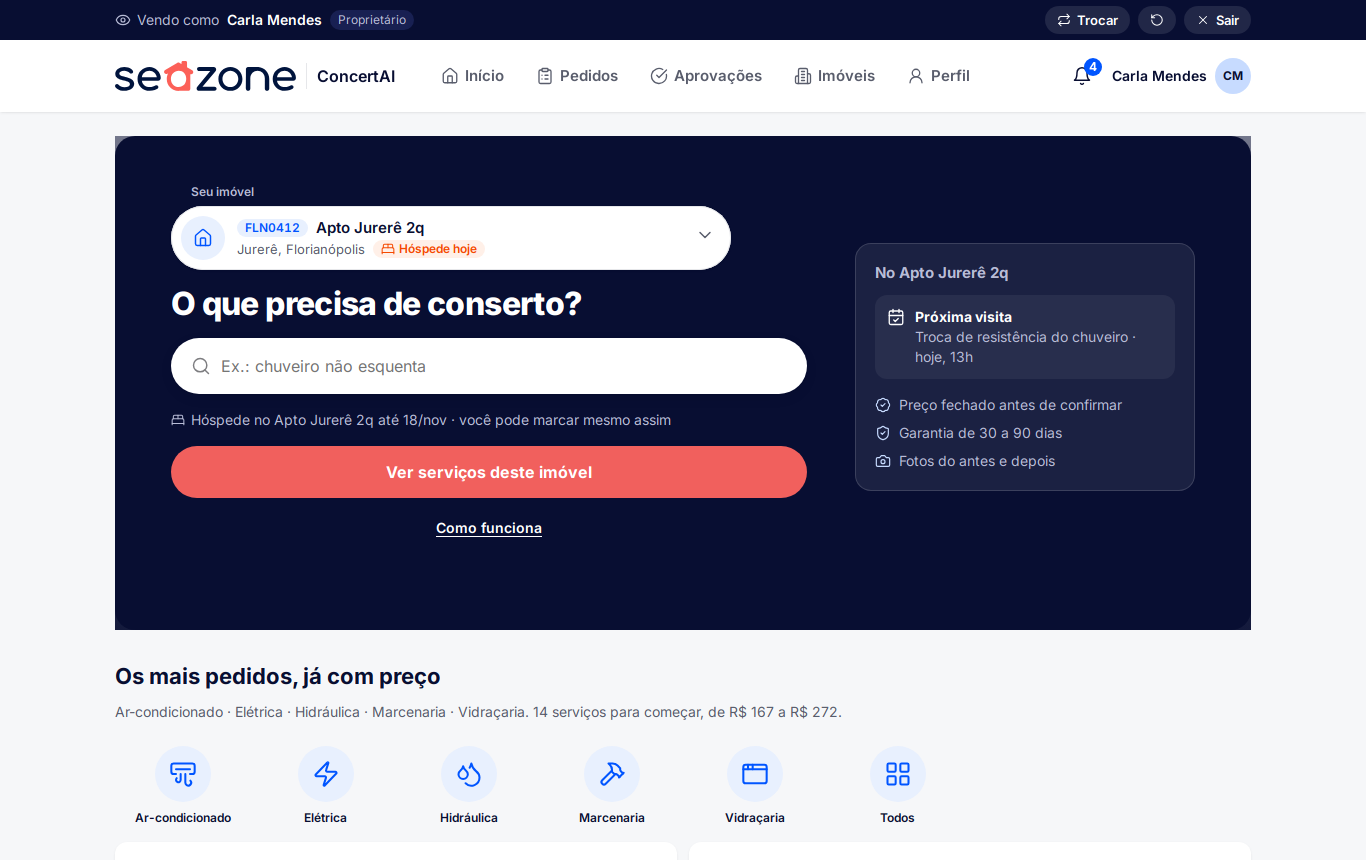 Vendo como Carla Mendes Proprietário
Trocar
Sair
seazone
ConcertAI
Início
Pedidos
Aprovações
Imóveis
Perfil
4
Carla Mendes
CM
Seu imóvel
FLN0412 Apto Jurerê 2q
Jurerê, Florianópolis Hóspede hoje
O que precisa de conserto?
Ex.: chuveiro não esquenta
Hóspede no Apto Jurerê 2q até 18/nov · você pode marcar mesmo assim
Ver serviços deste imóvel
Como funciona
No Apto Jurerê 2q
Próxima visita
Troca de resistência do chuveiro ·
hoje, 13h
Preço fechado antes de confirmar
Garantia de 30 a 90 dias
Fotos do antes e depois
Os mais pedidos, já com preço
Ar-condicionado · Elétrica · Hidráulica · Marcenaria · Vidraçaria. 14 serviços para começar, de R$ 167 a R$ 272.
Ar-condicionado
Elétrica
Hidráulica
Marcenaria
Vidraçaria
Todos